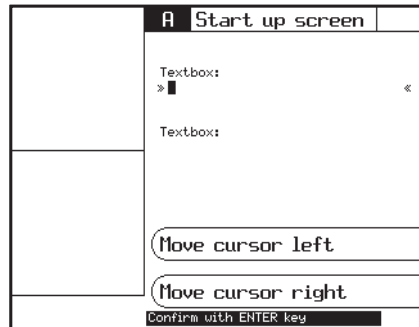 A Start up screen
Textbox:
» «
Textbox:
Move cursor left
Move cursor right
Confirm with ENTER key